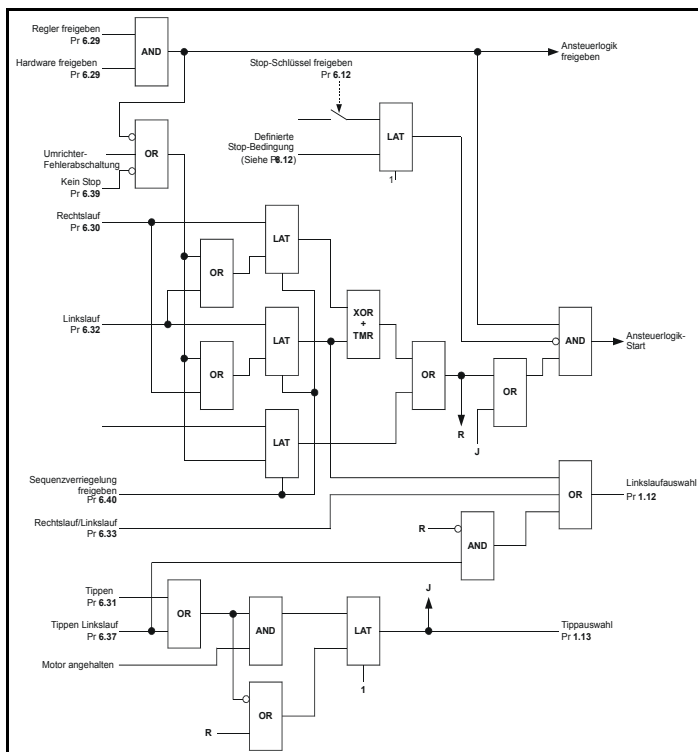 Regler freigeben
Pr 6.29
AND
Ansteuerlogik
freigeben
Hardware freigeben
Pr 6.29
Stop-Schlüssel freigeben
Pr 6.12
OR
LAT
Umrichter-
Fehlerabschaltung
Definierte
Stop-Bedingung
(Siehe Pr6.12)
Kein Stop
Pr 6.39
1
Rechtslauf
Pr 6.30
LAT
OR
XOR
+
TMR
Linkslauf
Pr 6.32
LAT
AND
Ansteuerlogik-
Start
OR
OR
OR
LAT
R
J
Sequenzverriegelung
freigeben
Pr 6.40
OR
Linkslaufauswahl
Pr 1.12
Rechtslauf/Linkslauf
Pr 6.33
R
AND
Tippen
Pr 6.31
J
OR
AND
LAT
Tippen Linkslauf
Pr 6.37
Tippauswahl
Pr 1.13
Motor angehalten
1
OR
R